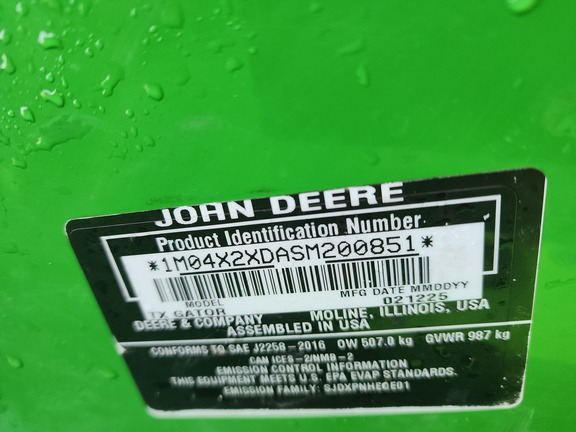 JOHN DEERE
Product Identification Number
*1M04X2XDASM200851*
MODEL MFG DATE MMDDYY
TX GATOR 021225
DEERE & COMPANY MOLINE, ILLINOIS, USA
ASSEMBLED IN USA
CONFORMS TO SAE J2258-2016 OW 507.0 kg GVWR 987 kg
CAN ICES-2/NMB-2
EMISSION CONTROL INFORMATION
THIS EQUIPMENT MEETS U.S. EPA EVAP STANDARDS.
EMISSION FAMILY: